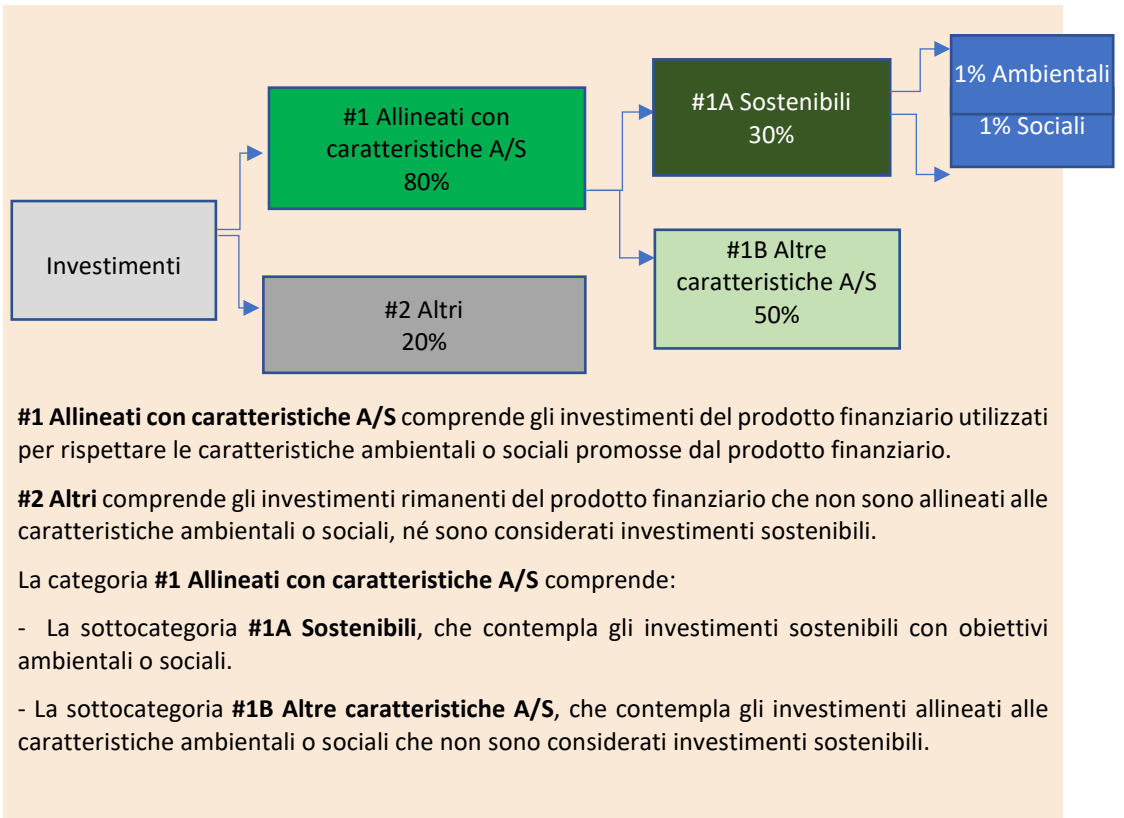 1% Ambientali
1% Sociali
#1A Sostenibili
30%
#1 Allineati con
caratteristiche A/S
80%
Investimenti
#1B Altre
caratteristiche A/S
50%
#2 Altri
20%
#1 Allineati con caratteristiche A/S comprende gli investimenti del prodotto finanziario utilizzati
per rispettare le caratteristiche ambientali o sociali promosse dal prodotto finanziario.
#2 Altri comprende gli investimenti rimanenti del prodotto finanziario che non sono allineati alle
caratteristiche ambientali o sociali, né sono considerati investimenti sostenibili.
La categoria #1 Allineati con caratteristiche A/S comprende:
- La sottocategoria #1A Sostenibili, che contempla gli investimenti sostenibili con obiettivi
ambientali o sociali.
- La sottocategoria #1B Altre caratteristiche A/S, che contempla gli investimenti allineati alle
caratteristiche ambientali o sociali che non sono considerati investimenti sostenibili.